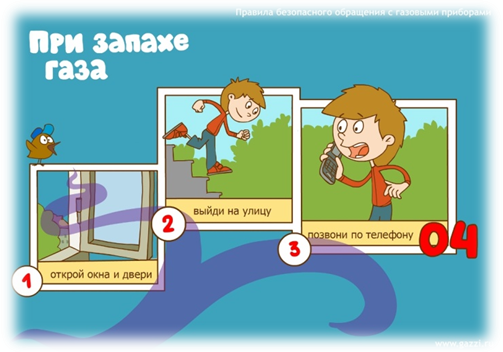 Правила безопасного обращения с газовыми приборами
При запахе
газа
1
открой окна и двери
2
выйди на улицу
3
позвони по телефону
04